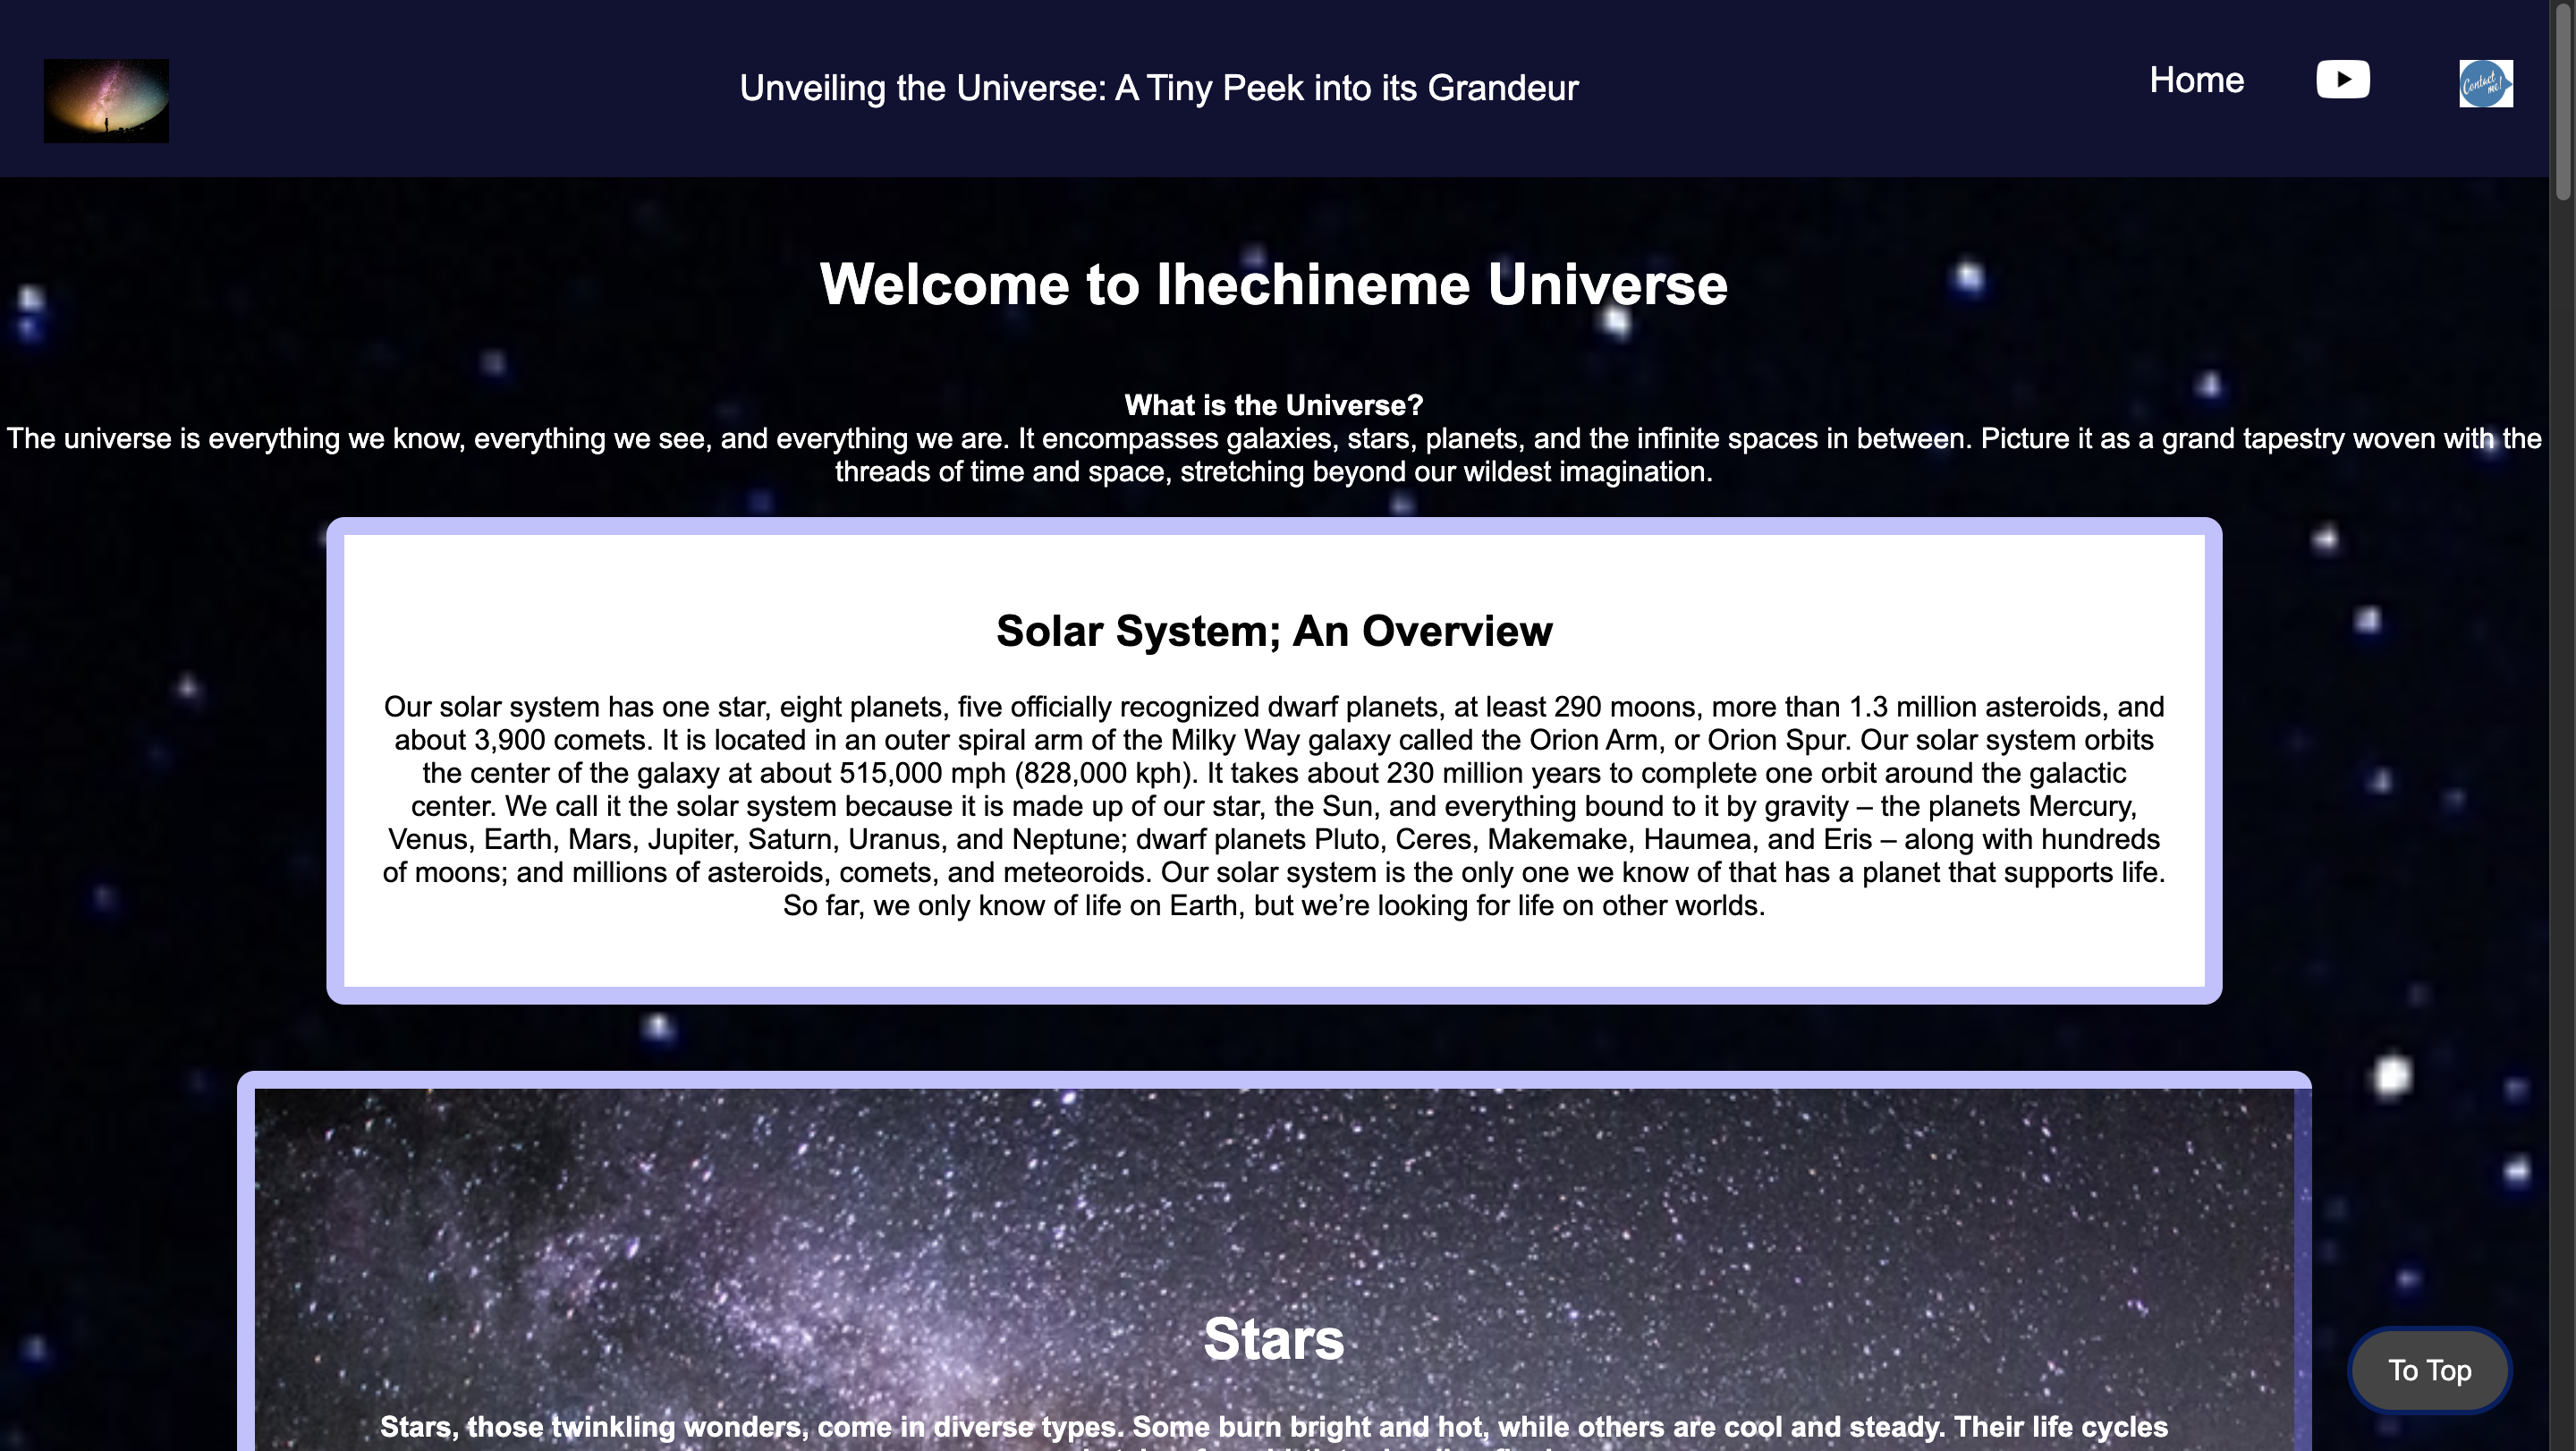 Unveiling the Universe: A Tiny Peek into its Grandeur
Home
Contact me!
Welcome to Ihechineme Universe
What is the Universe?
The universe is everything we know, everything we see, and everything we are. It encompasses galaxies, stars, planets, and the infinite spaces in between. Picture it as a grand tapestry woven with the
threads of time and space, stretching beyond our wildest imagination.
Solar System; An Overview
Our solar system has one star, eight planets, five officially recognized dwarf planets, at least 290 moons, more than 1.3 million asteroids, and
about 3,900 comets. It is located in an outer spiral arm of the Milky Way galaxy called the Orion Arm, or Orion Spur. Our solar system orbits
the center of the galaxy at about 515,000 mph (828,000 kph). It takes about 230 million years to complete one orbit around the galactic
center. We call it the solar system because it is made up of our star, the Sun, and everything bound to it by gravity – the planets Mercury,
Venus, Earth, Mars, Jupiter, Saturn, Uranus, and Neptune; dwarf planets Pluto, Ceres, Makemake, Haumea, and Eris – along with hundreds
of moons; and millions of asteroids, comets, and meteoroids. Our solar system is the only one we know of that has a planet that supports life.
So far, we only know of life on Earth, but we’re looking for life on other worlds.
Stars
To Top
Stars, those twinkling wonders, come in diverse types. Some burn bright and hot, while others are cool and steady. Their life cycles